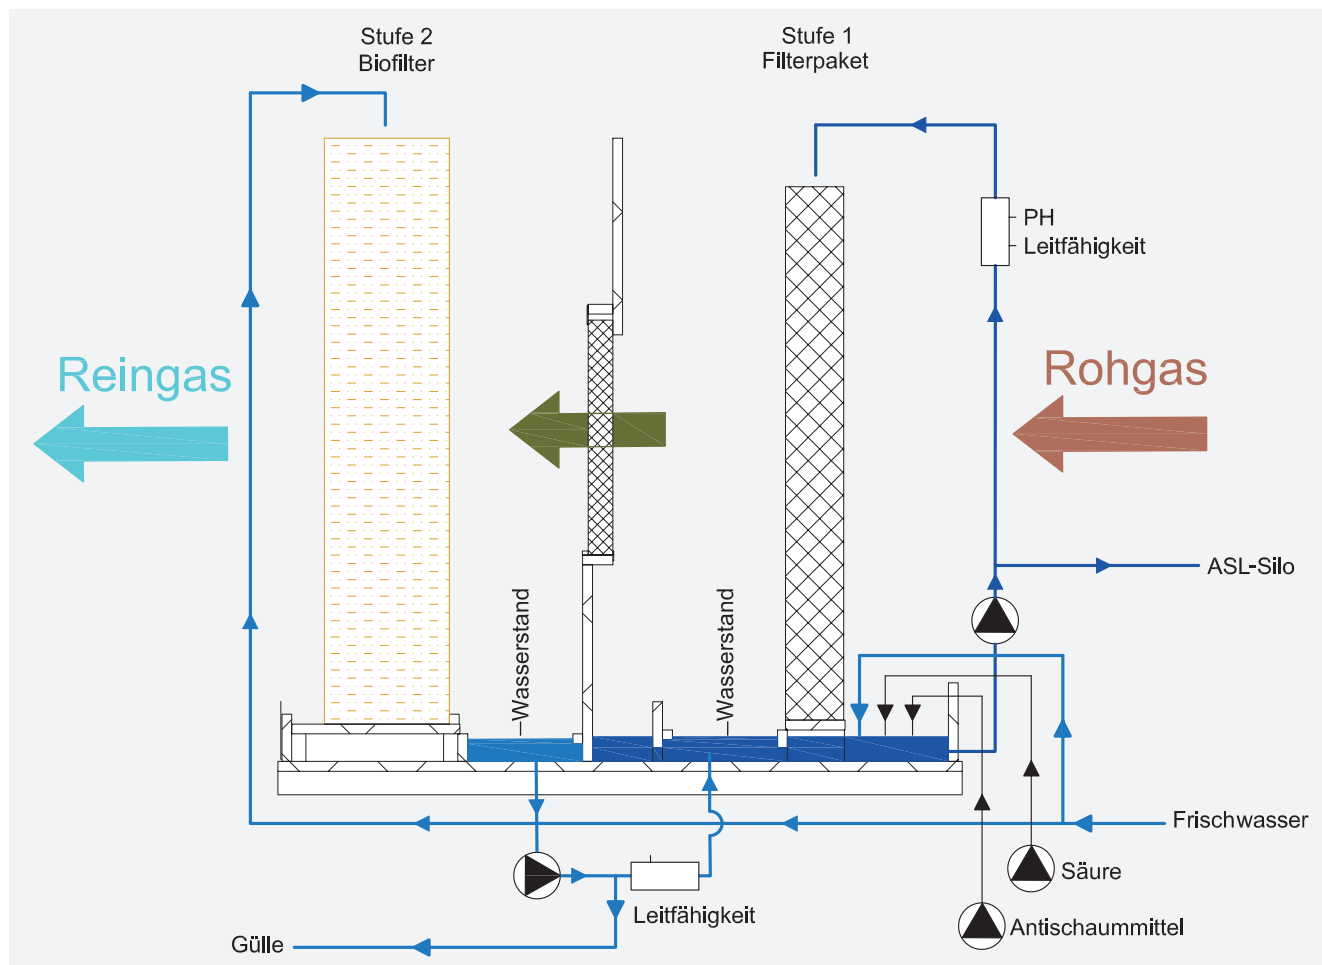 Stufe 2
Biofilter
Stufe 1
Filterpaket
PH
Leitfähigkeit
Reingas
Rohgas
ASL-Silo
Wasserstand
Wasserstand
Frischwasser
Säure
Leitfähigkeit
Antischaummittel
Gülle